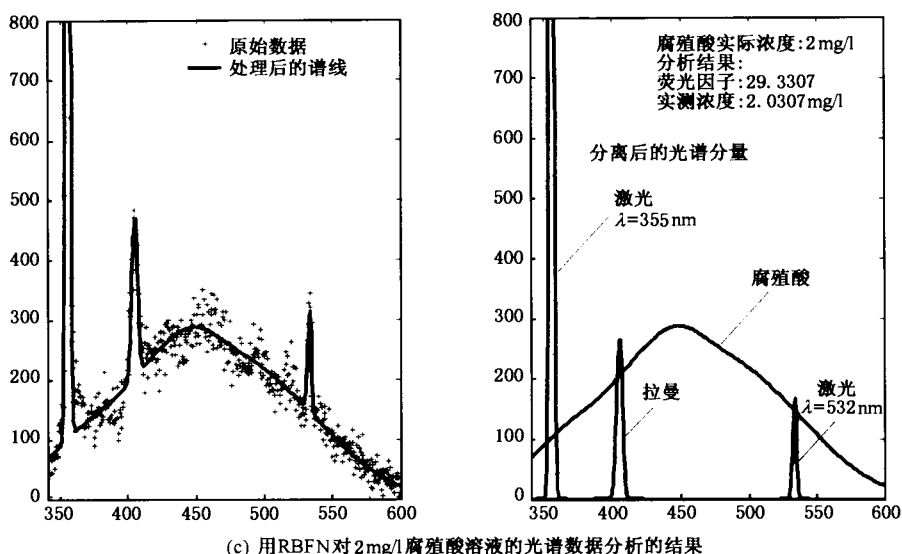 800
700
600
500
400
300
200
100
0
350 400 450 500 550 600
原始数据
处理后的谱线
800
700
600
500
400
300
200
100
0
350 400 450 500 550 600
腐殖酸实际浓度:2mg/l
分析结果:
荧光因子:29.3307
实测浓度:2.0307mg/l
分离后的光谱分量
激光
λ=355nm
腐殖酸
拉曼
激光
λ=532nm
(c) 用RBFN对2mg/l腐殖酸溶液的光谱数据分析的结果